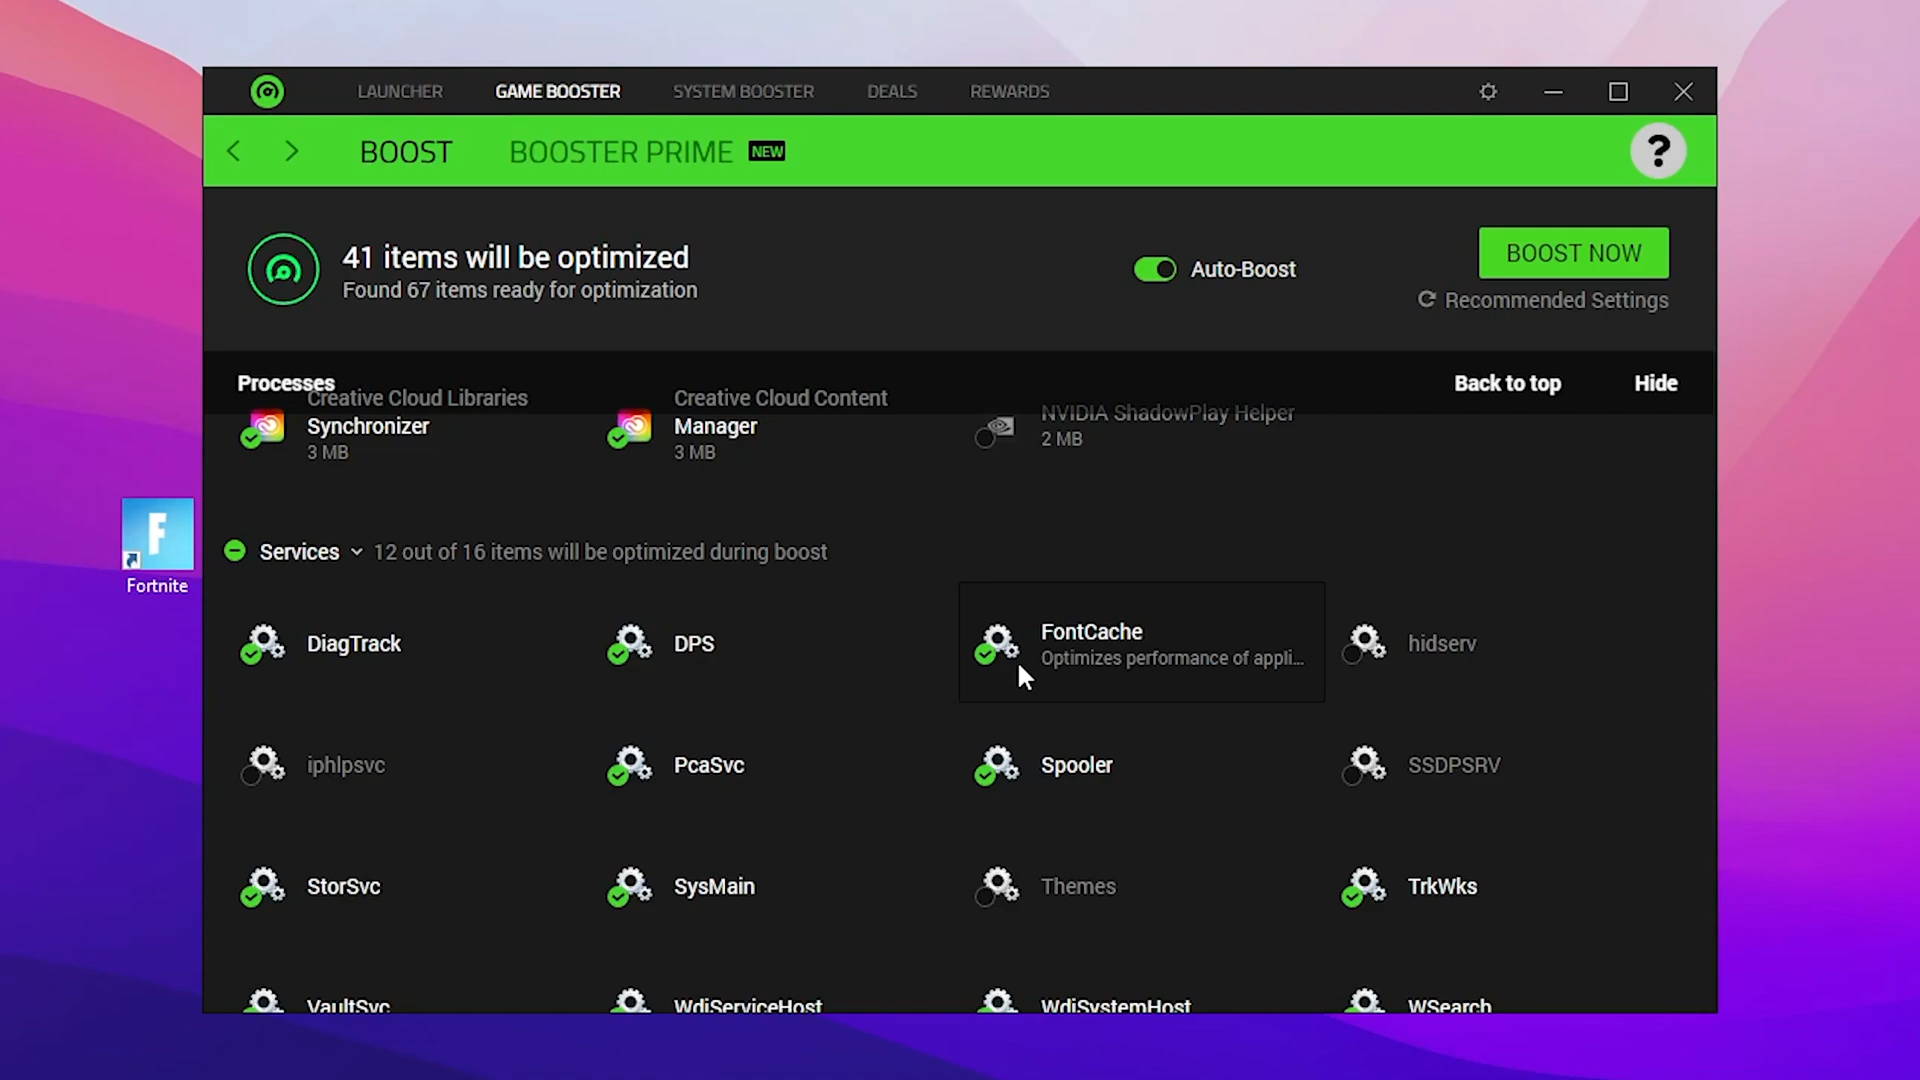 LAUNCHER GAME BOOSTER SYSTEM BOOSTER DEALS REWARDS
BOOST BOOSTER PRIME NEW ?
41 items will be optimized
Found 67 items ready for optimization
Auto-Boost
BOOST NOW
Recommended Settings
Processes Back to top Hide
Creative Cloud Libraries
Synchronizer
3 MB
Creative Cloud Content
Manager
3 MB
NVIDIA ShadowPlay Helper
2 MB
F
Fortnite
Services 12 out of 16 items will be optimized during boost
DiagTrack
DPS
FontCache
Optimizes performance of appli...
hidserv
iphlpsvc
PcaSvc
Spooler
SSDPSRV
StorSvc
SysMain
Themes
TrkWks
VaultSvc
WdiServiceHost
WdiSystemHost
WSearch